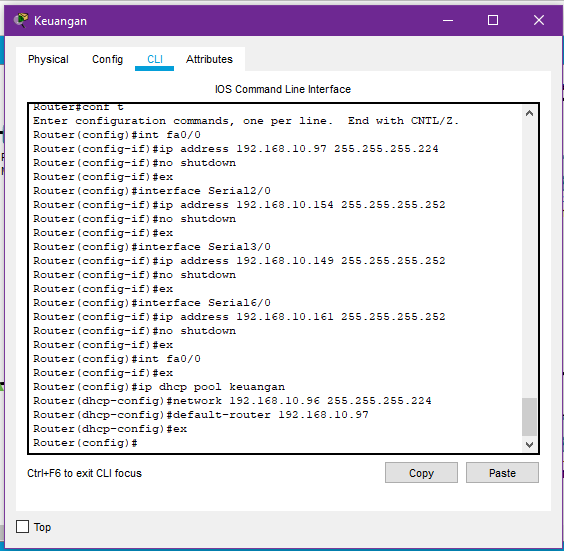 Keuangan
Physical Config CLI Attributes
IOS Command Line Interface
Router#conf t
Enter configuration commands, one per line.  End with CNTL/Z.
Router(config)#int fa0/0
Router(config-if)#ip address 192.168.10.97 255.255.255.224
Router(config-if)#no shutdown
Router(config-if)#ex
Router(config)#interface Serial2/0
Router(config-if)#ip address 192.168.10.154 255.255.255.252
Router(config-if)#no shutdown
Router(config-if)#ex
Router(config)#interface Serial3/0
Router(config-if)#ip address 192.168.10.149 255.255.255.252
Router(config-if)#no shutdown
Router(config-if)#ex
Router(config)#interface Serial6/0
Router(config-if)#ip address 192.168.10.161 255.255.255.252
Router(config-if)#no shutdown
Router(config-if)#ex
Router(config)#int fa0/0
Router(config-if)#ex
Router(config)#ip dhcp pool keuangan
Router(dhcp-config)#network 192.168.10.96 255.255.255.224
Router(dhcp-config)#default-router 192.168.10.97
Router(dhcp-config)#ex
Router(config)#
Ctrl+F6 to exit CLI focus
Copy Paste
Top